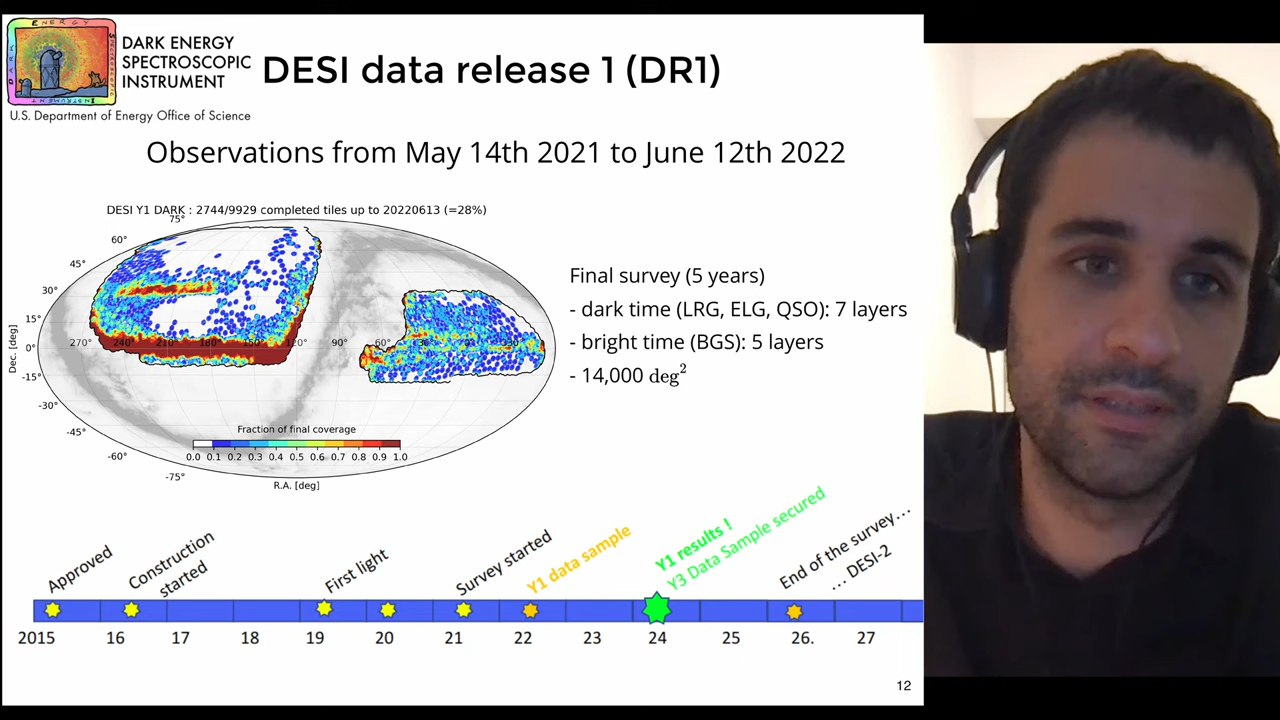 DARK ENERGY
SPECTROSCOPIC
INSTRUMENT
U.S. Department of Energy Office of Science
DESI data release 1 (DR1)
Observations from May 14th 2021 to June 12th 2022
DESI Y1 DARK : 2744/9929 completed tiles up to 20220613 (=28%)
75°
60°
45°
30°
15°
0°
-15°
-30°
-45°
-60°
-75°
Dec. [deg]
270° 240° 210° 180° 150° 120° 90° 60°
Fraction of final coverage
0.0 0.1 0.2 0.3 0.4 0.5 0.6 0.7 0.8 0.9 1.0
R.A. [deg]
Final survey (5 years)
- dark time (LRG, ELG, QSO): 7 layers
- bright time (BGS): 5 layers
- 14,000 deg²
Approved
Construction
started
First light
Survey started
Y1 data sample
Y1 results !
Y3 Data Sample secured
End of the survey...
... DESI-2
2015 16 17 18 19 20 21 22 23 24 25 26. 27
12